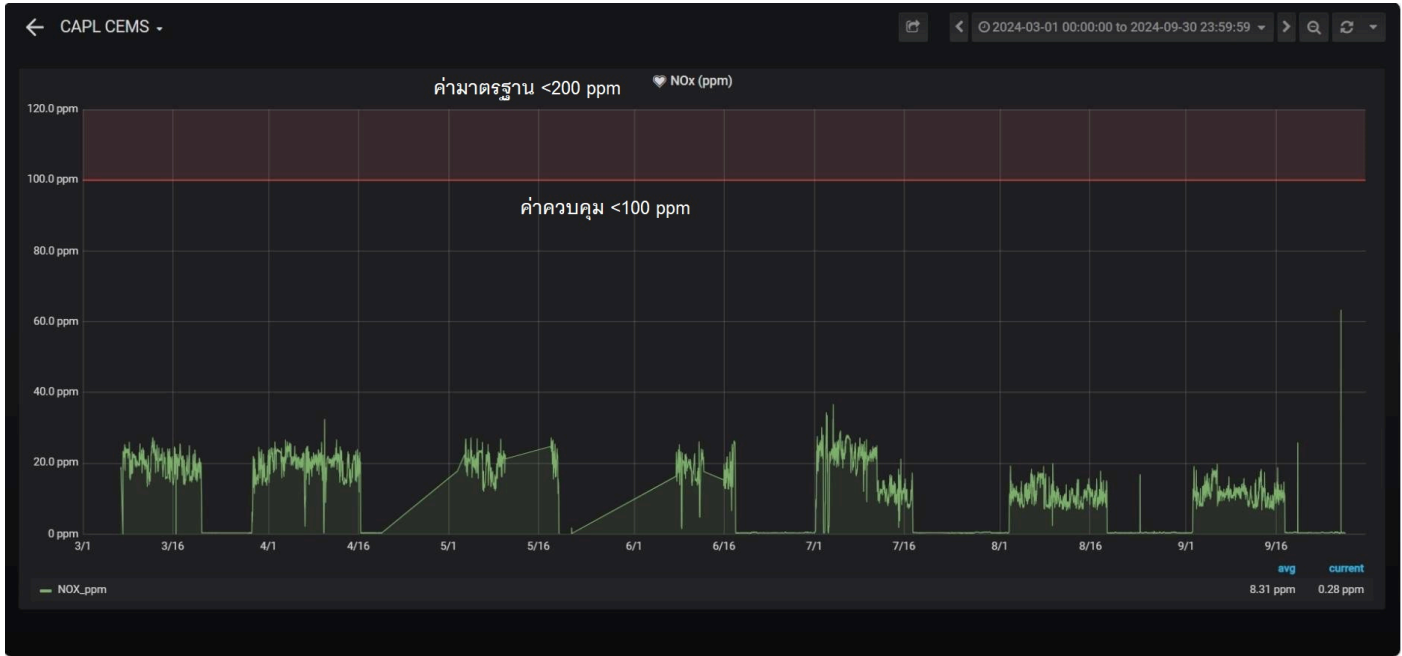 CAPL CEMS
2024-03-01 00:00:00 to 2024-09-30 23:59:59
ค่ามาตรฐาน <200 ppm
NOx (ppm)
120.0 ppm
100.0 ppm
ค่าควบคุม <100 ppm
80.0 ppm
60.0 ppm
40.0 ppm
20.0 ppm
0 ppm
3/1 3/16 4/1 4/16 5/1 5/16 6/1 6/16 7/1 7/16 8/1 8/16 9/1 9/16
avg current
NOX_ppm 8.31 ppm 0.28 ppm